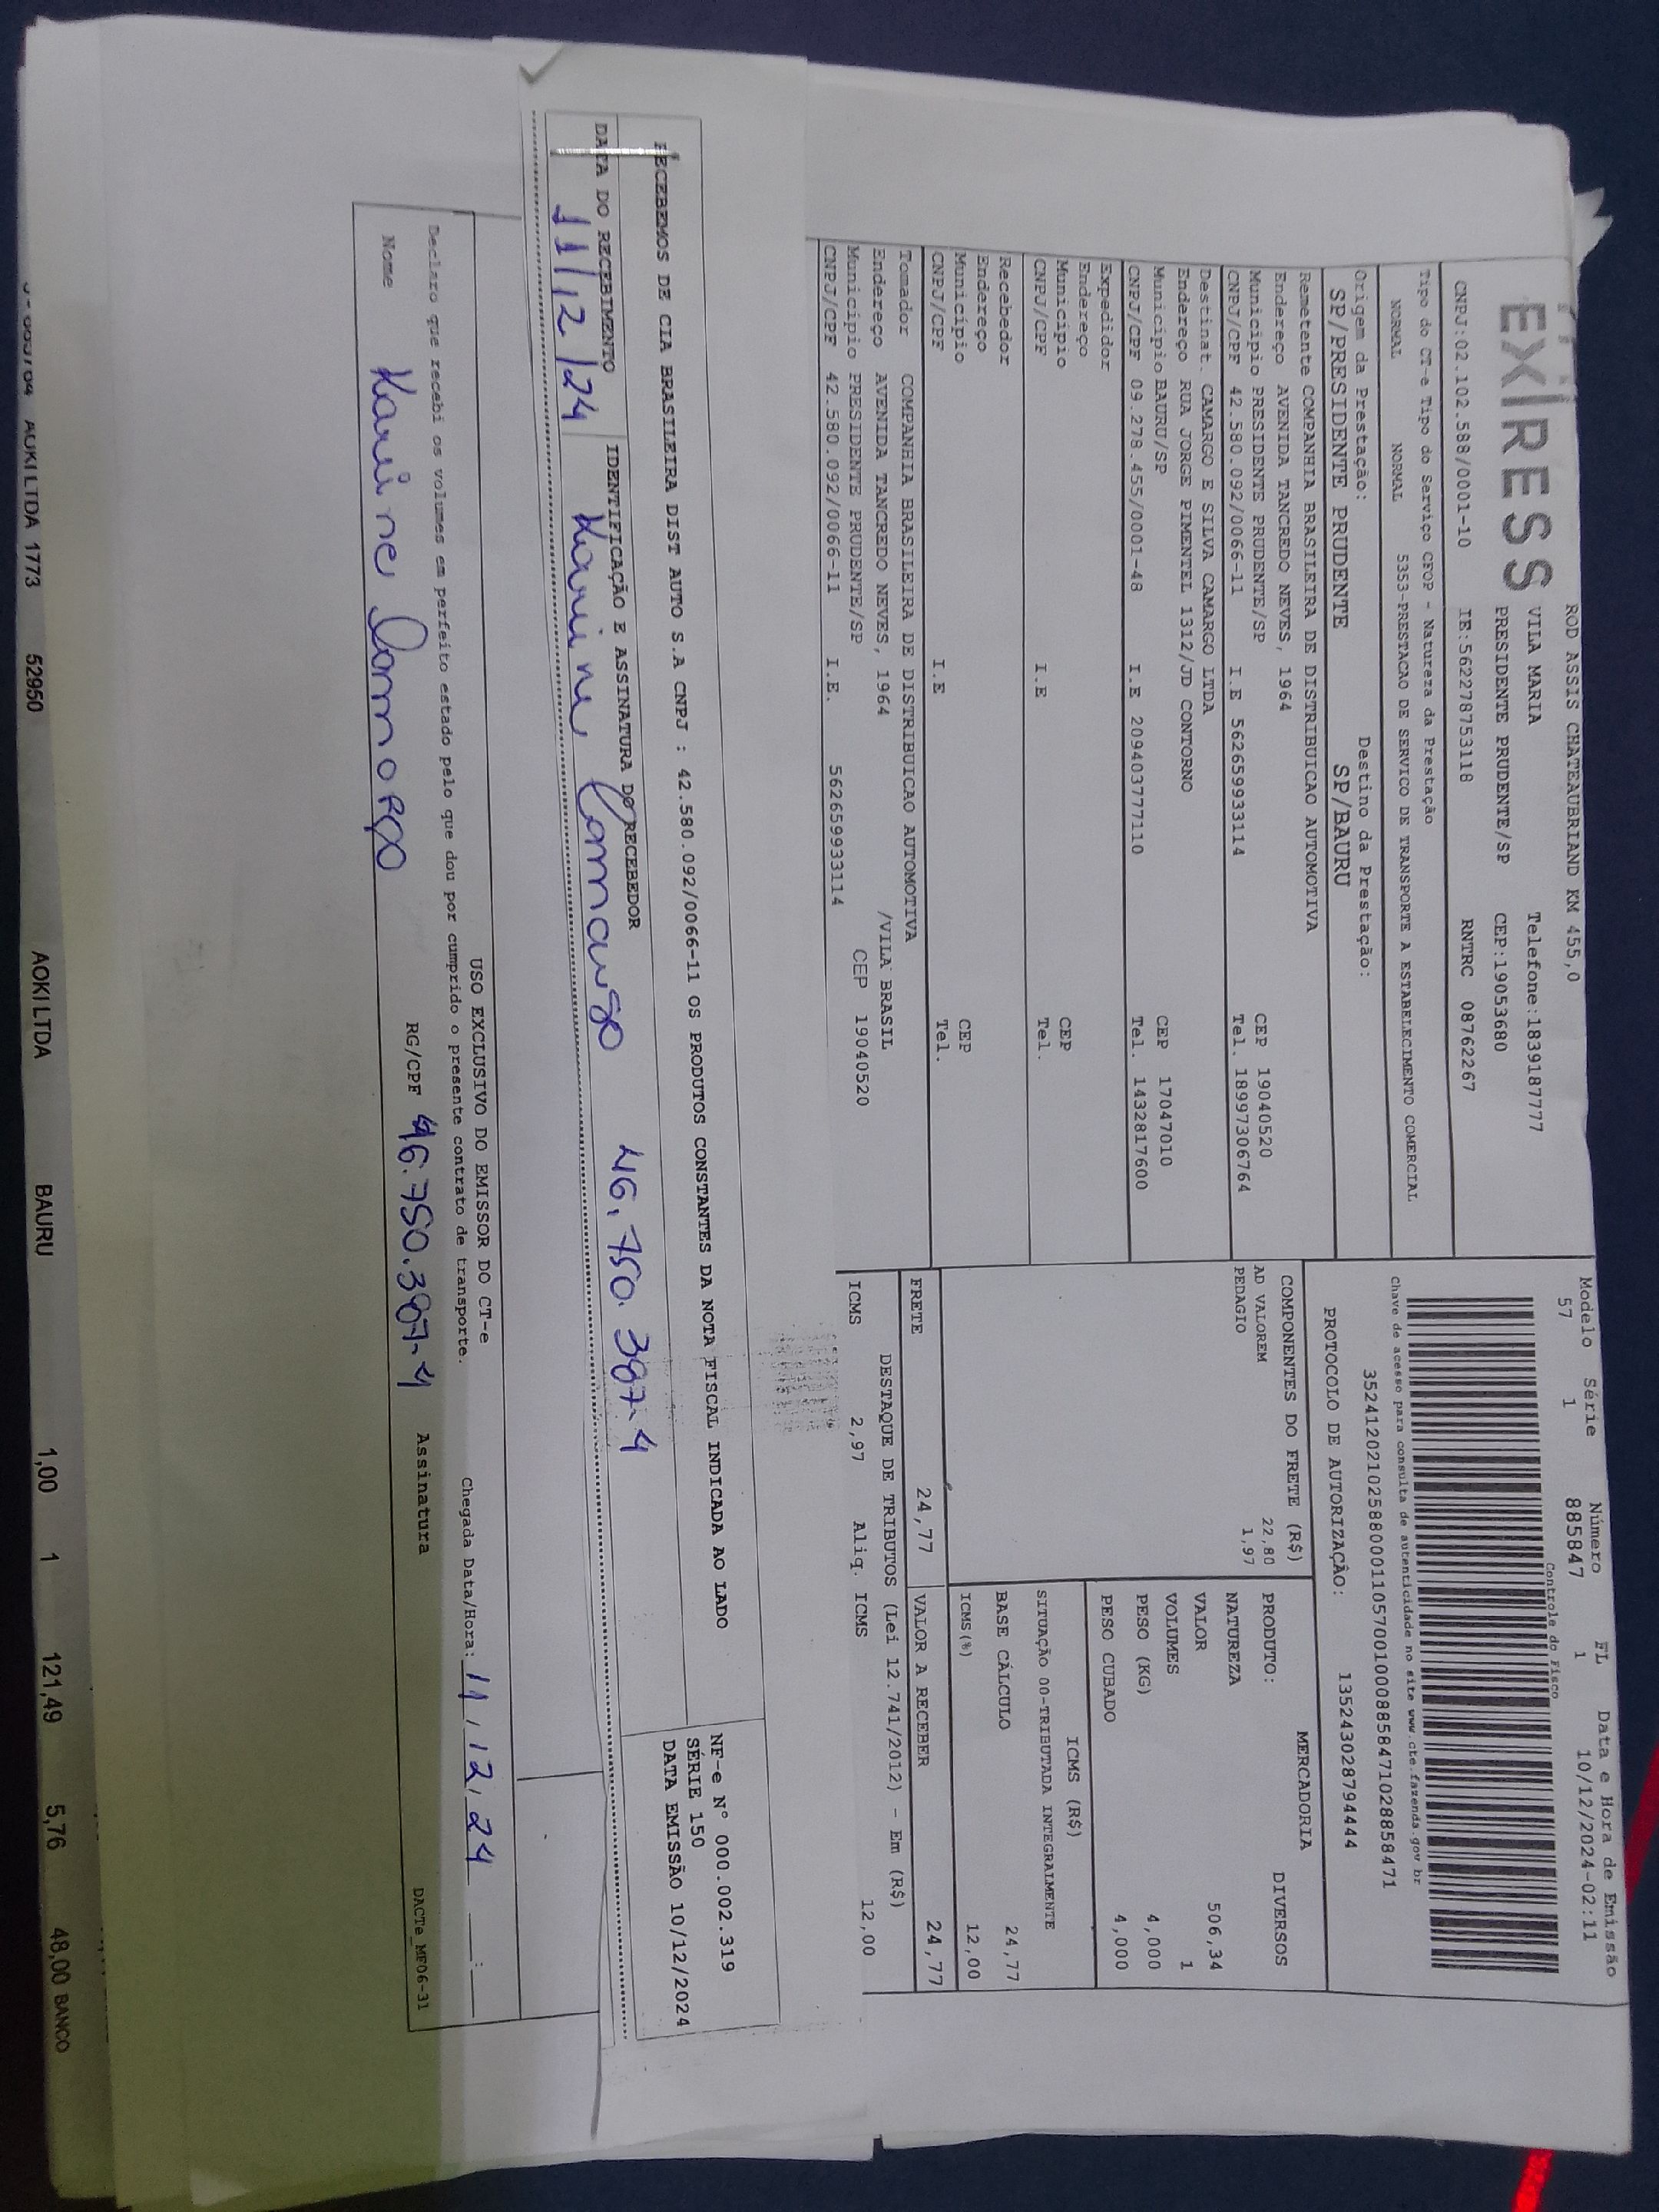 EXPRESS
ROD ASSIS CHATEAUBRIAND KM 455,0
VILA MARIA Telefone:1839187777
PRESIDENTE PRUDENTE/SP CEP:19053680
CNPJ:02.102.588/0001-10 IE:562278753118 RNTRC 08762267
Modelo Série Número FL Data e Hora de Emissão
57 1 885847 1 10/12/2024-02:11
Controle do Fisco
Chave de acesso para consulta de autenticidade no site www.cte.fazenda.gov.br
35241202102588000110570010008858471028858471
PROTOCOLO DE AUTORIZAÇÃO: 135243028794444
Tipo do CT-e Tipo do Serviço CFOP - Natureza da Prestação
NORMAL NORMAL 5353-PRESTACAO DE SERVICO DE TRANSPORTE A ESTABELECIMENTO COMERCIAL
Origem da Prestação: Destino da Prestação:
SP/PRESIDENTE PRUDENTE SP/BAURU
Remetente COMPANHIA BRASILEIRA DE DISTRIBUICAO AUTOMOTIVA
Endereço AVENIDA TANCREDO NEVES, 1964
Município PRESIDENTE PRUDENTE/SP CEP 19040520
CNPJ/CPF 42.580.092/0066-11 I.E 562659933114 Tel. 18997306764
Destinat. CAMARGO E SILVA CAMARGO LTDA
Endereço RUA JORGE PIMENTEL 1312/JD CONTORNO
Município BAURU/SP CEP 17047010
CNPJ/CPF 09.278.455/0001-48 I.E 209403777110 Tel. 1432817600
Expedidor
Endereço
Município CEP
CNPJ/CPF I.E Tel.
Recebedor
Endereço
Município CEP
CNPJ/CPF I.E Tel.
Tomador COMPANHIA BRASILEIRA DE DISTRIBUICAO AUTOMOTIVA
Endereço AVENIDA TANCREDO NEVES, 1964 /VILA BRASIL
Município PRESIDENTE PRUDENTE/SP CEP 19040520
CNPJ/CPF 42.580.092/0066-11 I.E. 562659933114
COMPONENTES DO FRETE (R$)
AD VALOREM 22,80
PEDAGIO 1,97
MERCADORIA
PRODUTO: DIVERSOS
NATUREZA
VALOR 506,34
VOLUMES 1
PESO (KG) 4,000
PESO CUBADO 4,000
ICMS (R$)
SITUAÇÃO 00-TRIBUTADA INTEGRALMENTE
BASE CÁLCULO 24,77
ICMS(%) 12,00
FRETE 24,77 VALOR A RECEBER 24,77
DESTAQUE DE TRIBUTOS (Lei 12.741/2012) - Em (R$)
ICMS 2,97 Aliq. ICMS 12,00
RECEBEMOS DE CIA BRASILEIRA DIST AUTO S.A CNPJ : 42.580.092/0066-11 OS PRODUTOS CONSTANTES DA NOTA FISCAL INDICADA AO LADO
NF-e N° 000.002.319
SÉRIE 150
DATA EMISSÃO 10/12/2024
DATA DO RECEBIMENTO IDENTIFICAÇÃO E ASSINATURA DO RECEBEDOR
11/12/24 Karine Camargo 46.750.387-4
USO EXCLUSIVO DO EMISSOR DO CT-e
Declaro que recebi os volumes em perfeito estado pelo que dou por cumprido o presente contrato de transporte. Chegada Data/Hora: 11/12/24 __:__
Nome Karine Camargo RG/CPF 46.750.387-4 Assinatura
DACTe_MF06-31
AOKI LTDA 1773 52950 AOKI LTDA BAURU 1,00 1 121,49 5,76 48,00 BANCO